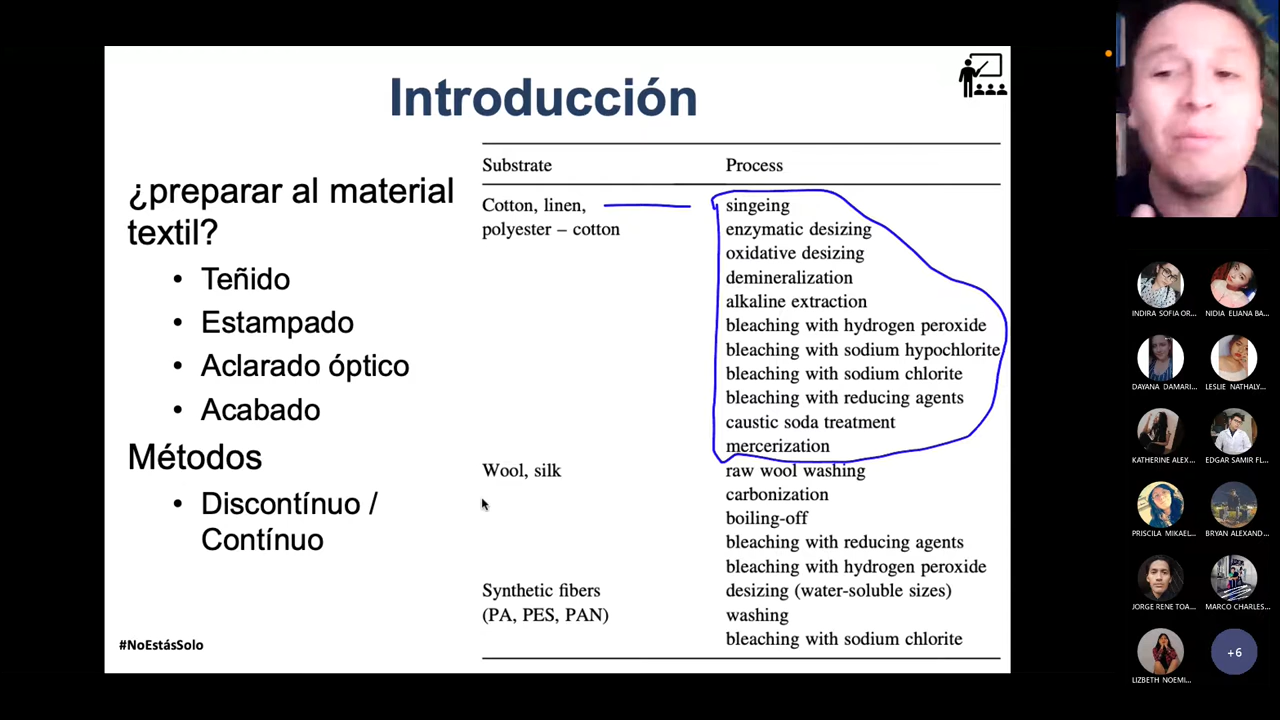 Introducción
¿preparar al material
textil?
• Teñido
• Estampado
• Aclarado óptico
• Acabado
Métodos
• Discontínuo /
Contínuo
#NoEstásSolo
Substrate Process
Cotton, linen, singeing
polyester – cotton enzymatic desizing
oxidative desizing
demineralization
alkaline extraction
bleaching with hydrogen peroxide
bleaching with sodium hypochlorite
bleaching with sodium chlorite
bleaching with reducing agents
caustic soda treatment
mercerization
Wool, silk raw wool washing
carbonization
boiling-off
bleaching with reducing agents
bleaching with hydrogen peroxide
Synthetic fibers desizing (water-soluble sizes)
(PA, PES, PAN) washing
bleaching with sodium chlorite
INDIRA SOFIA OR... NIDIA ELIANA BA...
DAYANA DAMARI... LESLIE NATHALY...
KATHERINE ALEX... EDGAR SAMIR FL...
PRISCILA MIKAEL... BRYAN ALEXAND...
JORGE RENE TOA... MARCO CHARLES...
LIZBETH NOEMI... +6